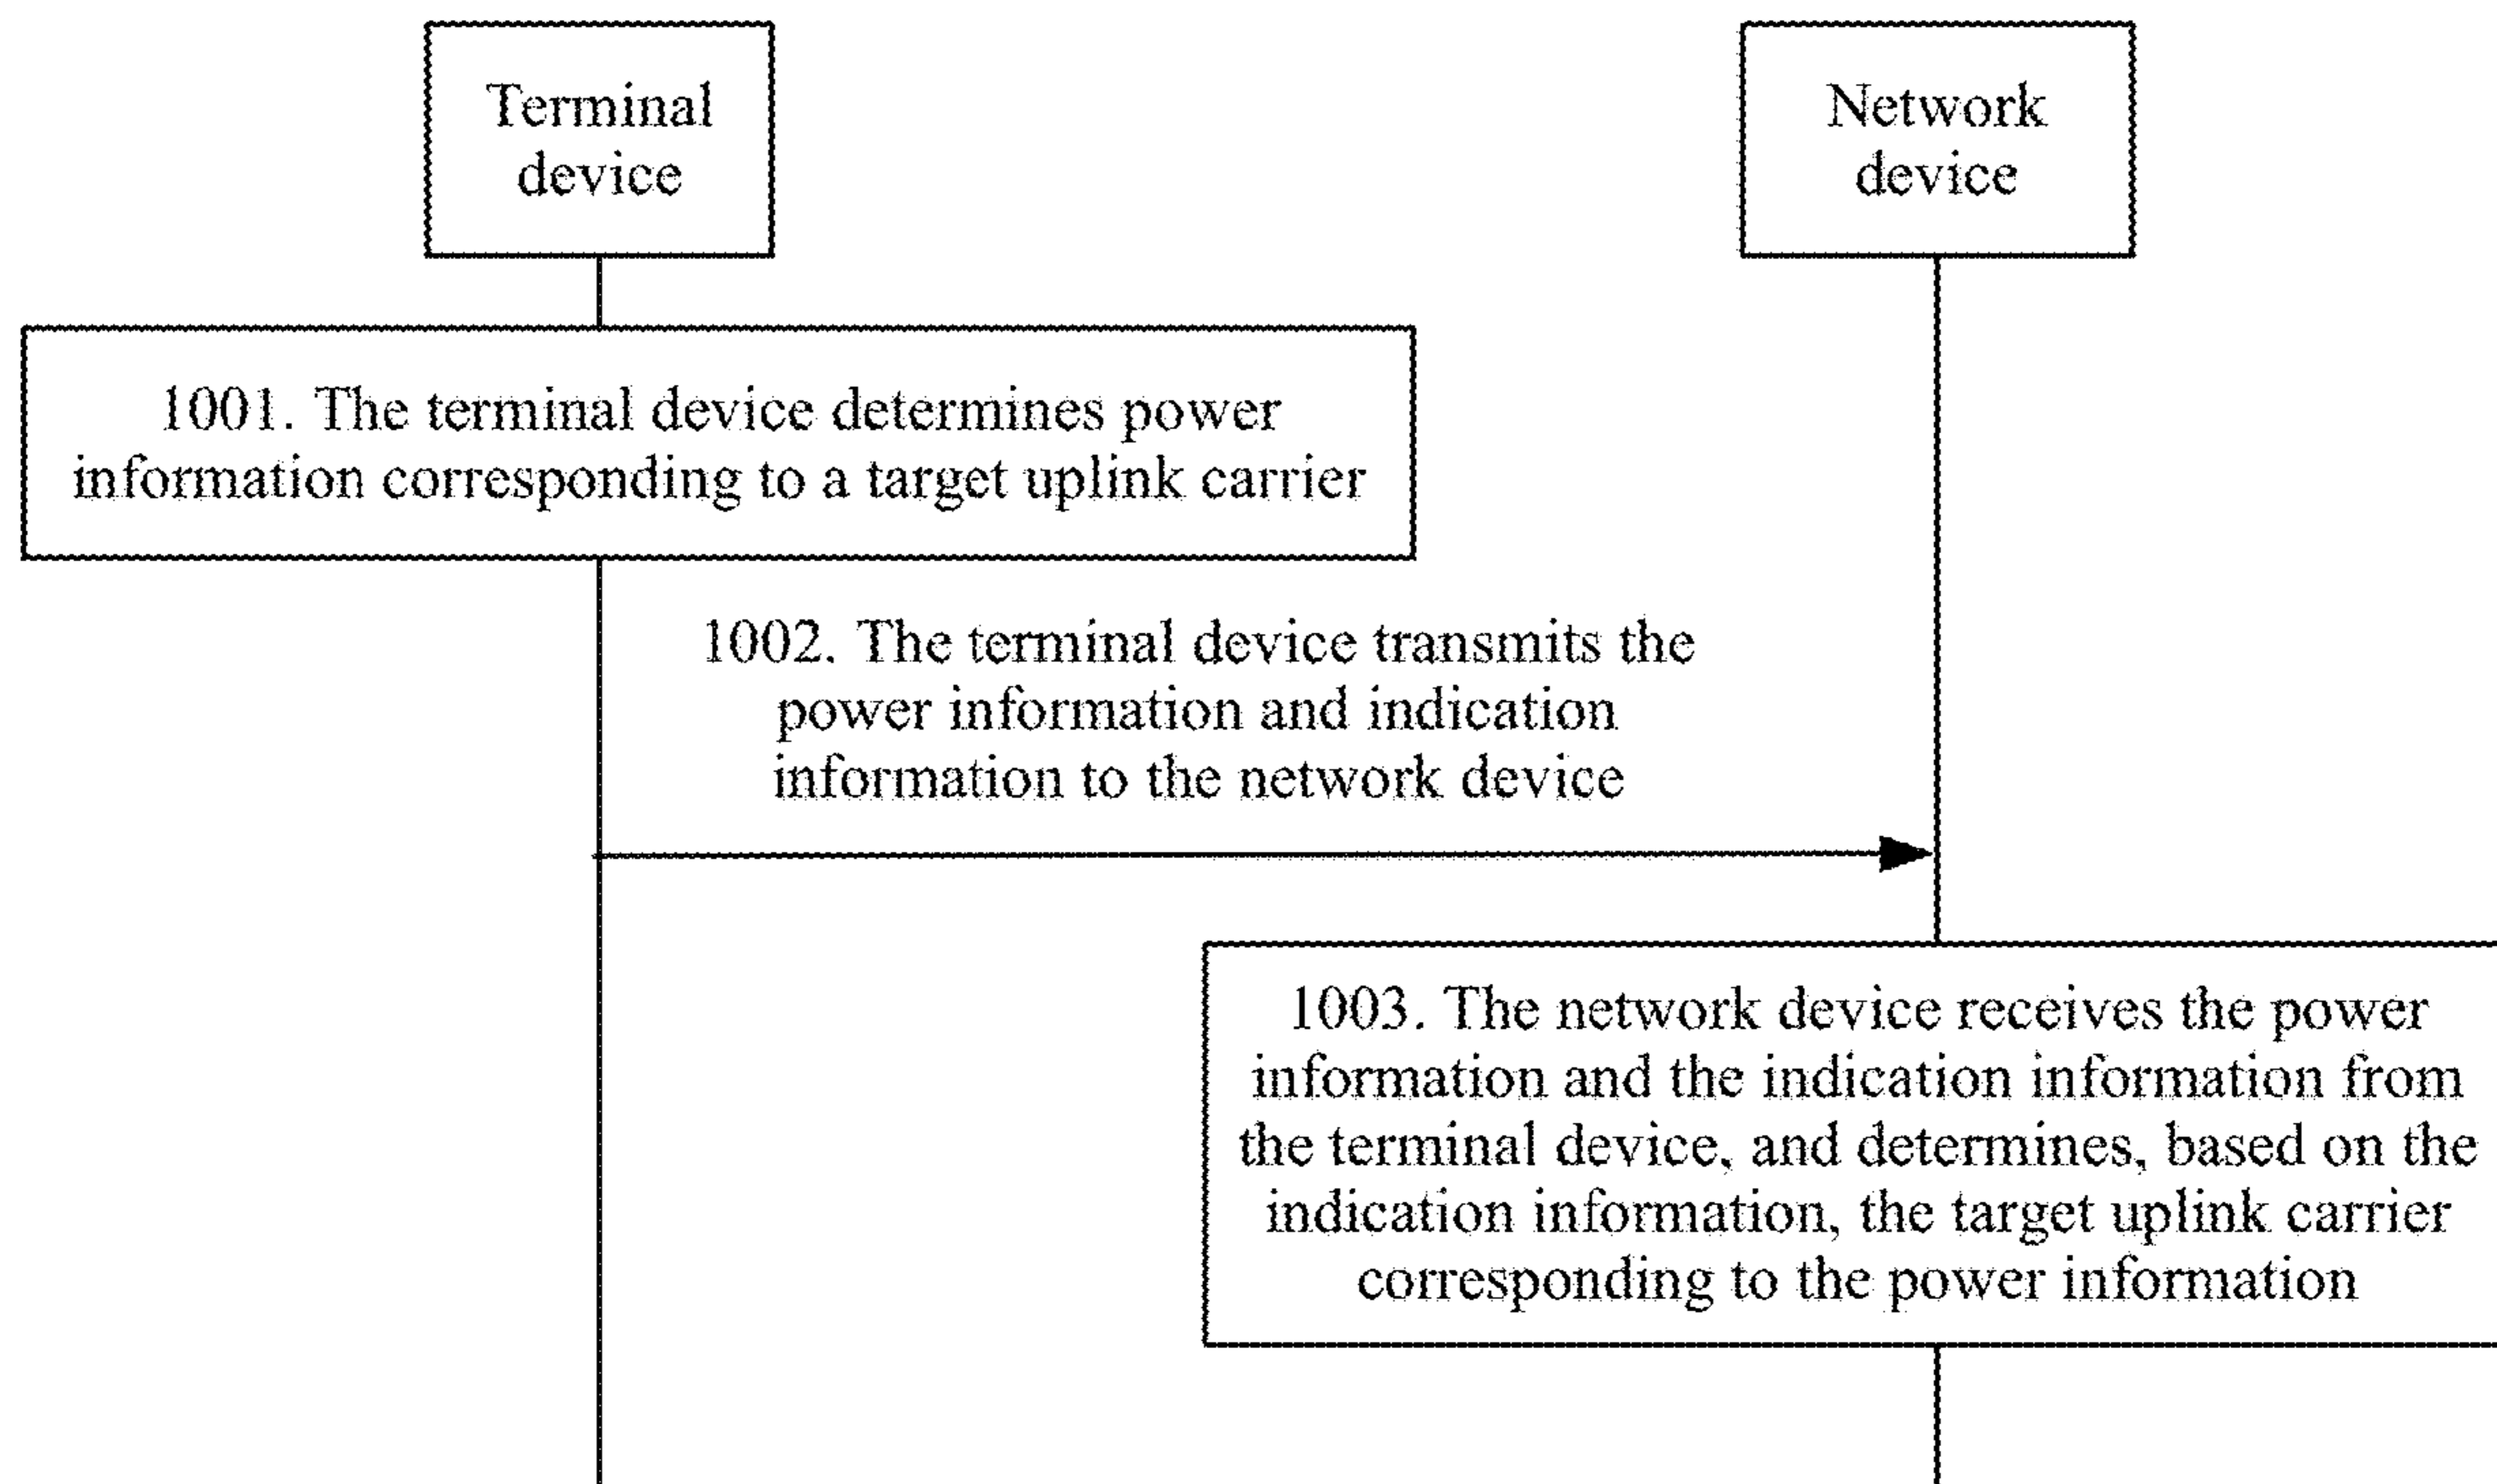 Terminal
device
Network
device
1001. The terminal device determines power
information corresponding to a target uplink carrier
1002. The terminal device transmits the
power information and indication
information to the network device
1003. The network device receives the power
information and the indication information from
the terminal device, and determines, based on the
indication information, the target uplink carrier
corresponding to the power information